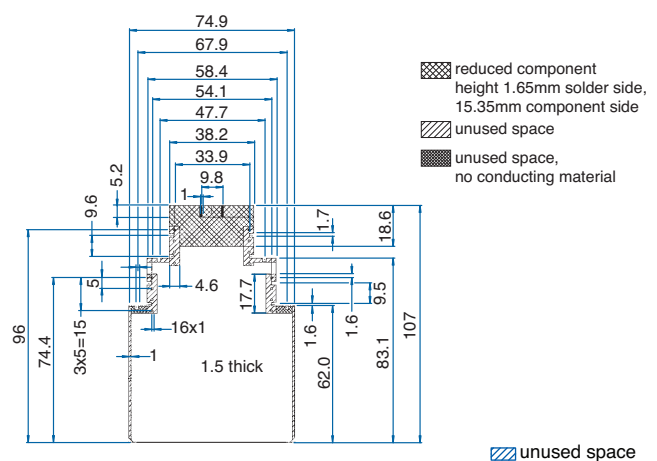 74.9
67.9
58.4
54.1
47.7
38.2
33.9
9.8
1
5.2
9.6
1.7
18.6
reduced component
height 1.65mm solder side,
15.35mm component side
unused space
unused space,
no conducting material
5
4.6
17.7
9.5
1.6
1.6
3x5=15
16x1
96
74.4
1
1.5 thick
62.0
83.1
107
unused space